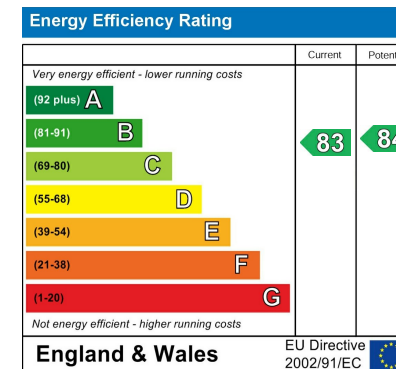 Energy Efficiency Rating
Current Potent
Very energy efficient - lower running costs
(92 plus) A
(81-91) B
83 84
(69-80) C
(55-68) D
(39-54) E
(21-38) F
(1-20) G
Not energy efficient - higher running costs
England & Wales
EU Directive
2002/91/EC